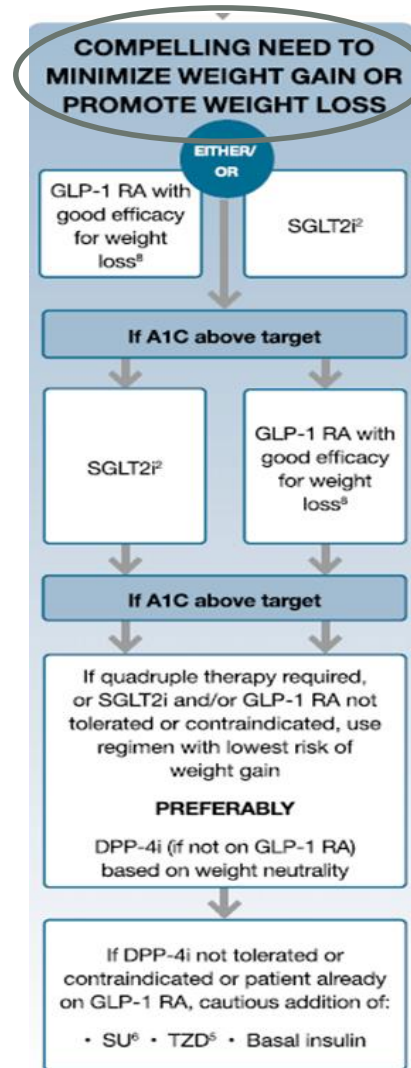 COMPELLING NEED TO
MINIMIZE WEIGHT GAIN OR
PROMOTE WEIGHT LOSS
EITHER/
OR
GLP-1 RA with
good efficacy
for weight
loss⁸
SGLT2i²
If A1C above target
SGLT2i²
GLP-1 RA with
good efficacy
for weight
loss⁸
If A1C above target
If quadruple therapy required,
or SGLT2i and/or GLP-1 RA not
tolerated or contraindicated, use
regimen with lowest risk of
weight gain
PREFERABLY
DPP-4i (if not on GLP-1 RA)
based on weight neutrality
If DPP-4i not tolerated or
contraindicated or patient already
on GLP-1 RA, cautious addition of:
• SU⁶ • TZD⁵ • Basal insulin